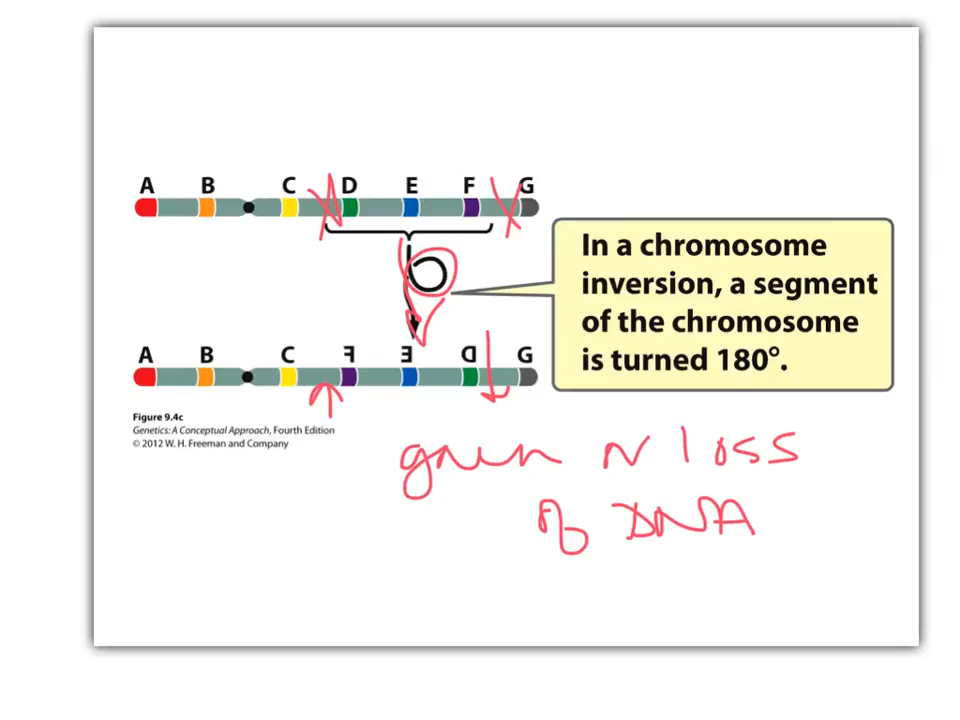 A B C D E F G
In a chromosome
inversion, a segment
of the chromosome
is turned 180°.
A B C F E D G
Figure 9.4c
Genetics: A Conceptual Approach, Fourth Edition
© 2012 W. H. Freeman and Company
gain or loss
of DNA